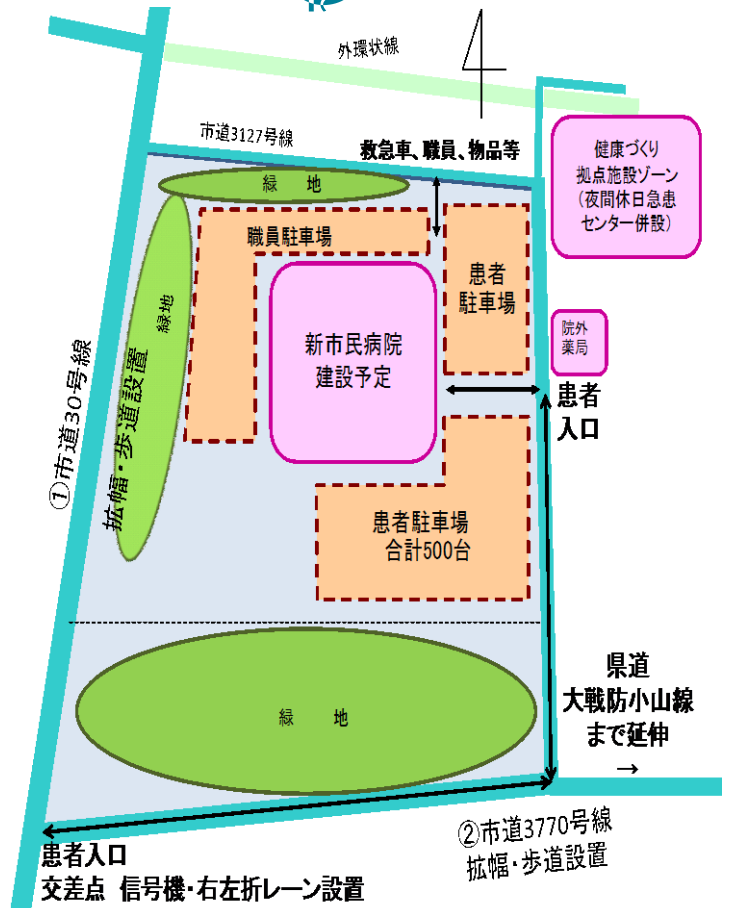 外環状線
市道3127号線
救急車、職員、物品等
健康づくり
拠点施設ゾーン
(夜間休日急患
センター併設)
緑 地
職員駐車場
患者
駐車場
緑地
新市民病院
建設予定
院外
薬局
患者
入口
①市道30号線
拡幅・歩道設置
患者駐車場
合計500台
県道
大戦防小山線
まで延伸
→
緑 地
②市道3770号線
拡幅・歩道設置
患者入口
交差点 信号機・右左折レーン設置